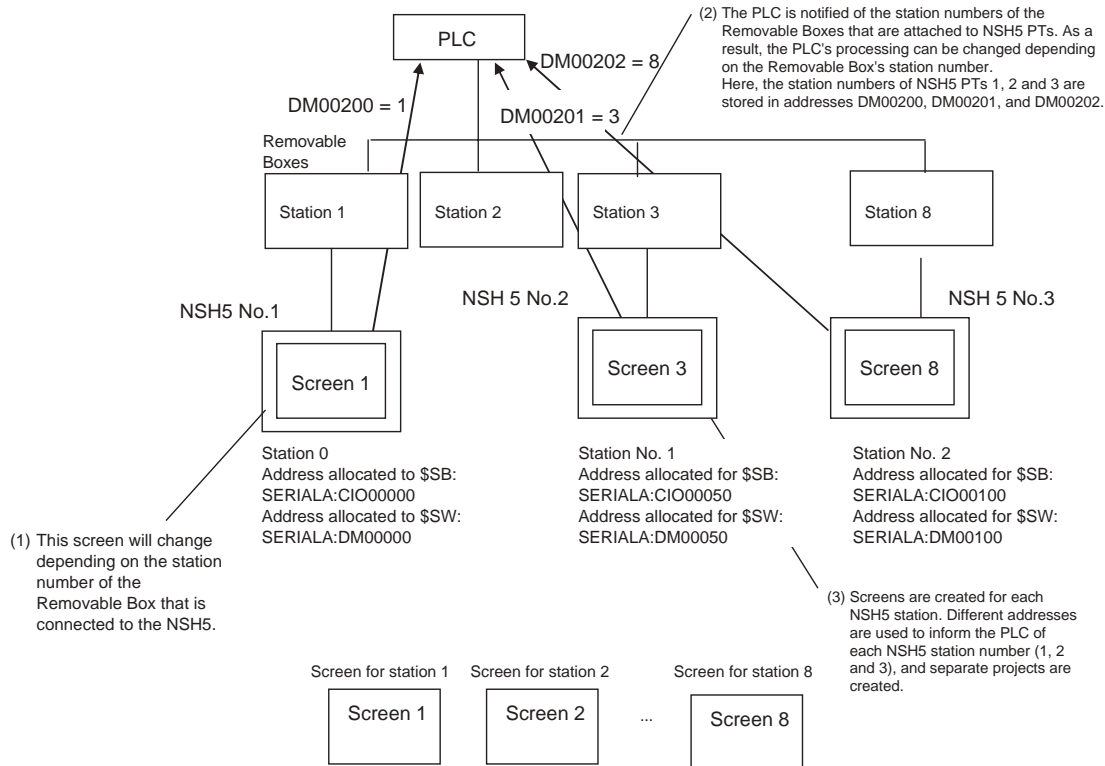 PLC
DM00202 = 8
DM00200 = 1
DM00201 = 3
(2) The PLC is notified of the station numbers of the
Removable Boxes that are attached to NSH5 PTs. As a
result, the PLC's processing can be changed depending
on the Removable Box's station number.
Here, the station numbers of NSH5 PTs 1, 2 and 3 are
stored in addresses DM00200, DM00201, and DM00202.
Removable
Boxes
Station 1
Station 2
Station 3
Station 8
NSH5 No.1
NSH 5 No.2
NSH 5 No.3
Screen 1
Screen 3
Screen 8
Station 0
Address allocated to $SB:
SERIALA:CIO00000
Address allocated to $SW:
SERIALA:DM00000
Station No. 1
Address allocated for $SB:
SERIALA:CIO00050
Address allocated for $SW:
SERIALA:DM00050
Station No. 2
Address allocated for $SB:
SERIALA:CIO00100
Address allocated for $SW:
SERIALA:DM00100
(1) This screen will change
depending on the station
number of the
Removable Box that is
connected to the NSH5.
(3) Screens are created for each
NSH5 station. Different addresses
are used to inform the PLC of
each NSH5 station number (1, 2
and 3), and separate projects are
created.
Screen for station 1
Screen for station 2
Screen for station 8
Screen 1
Screen 2
...
Screen 8